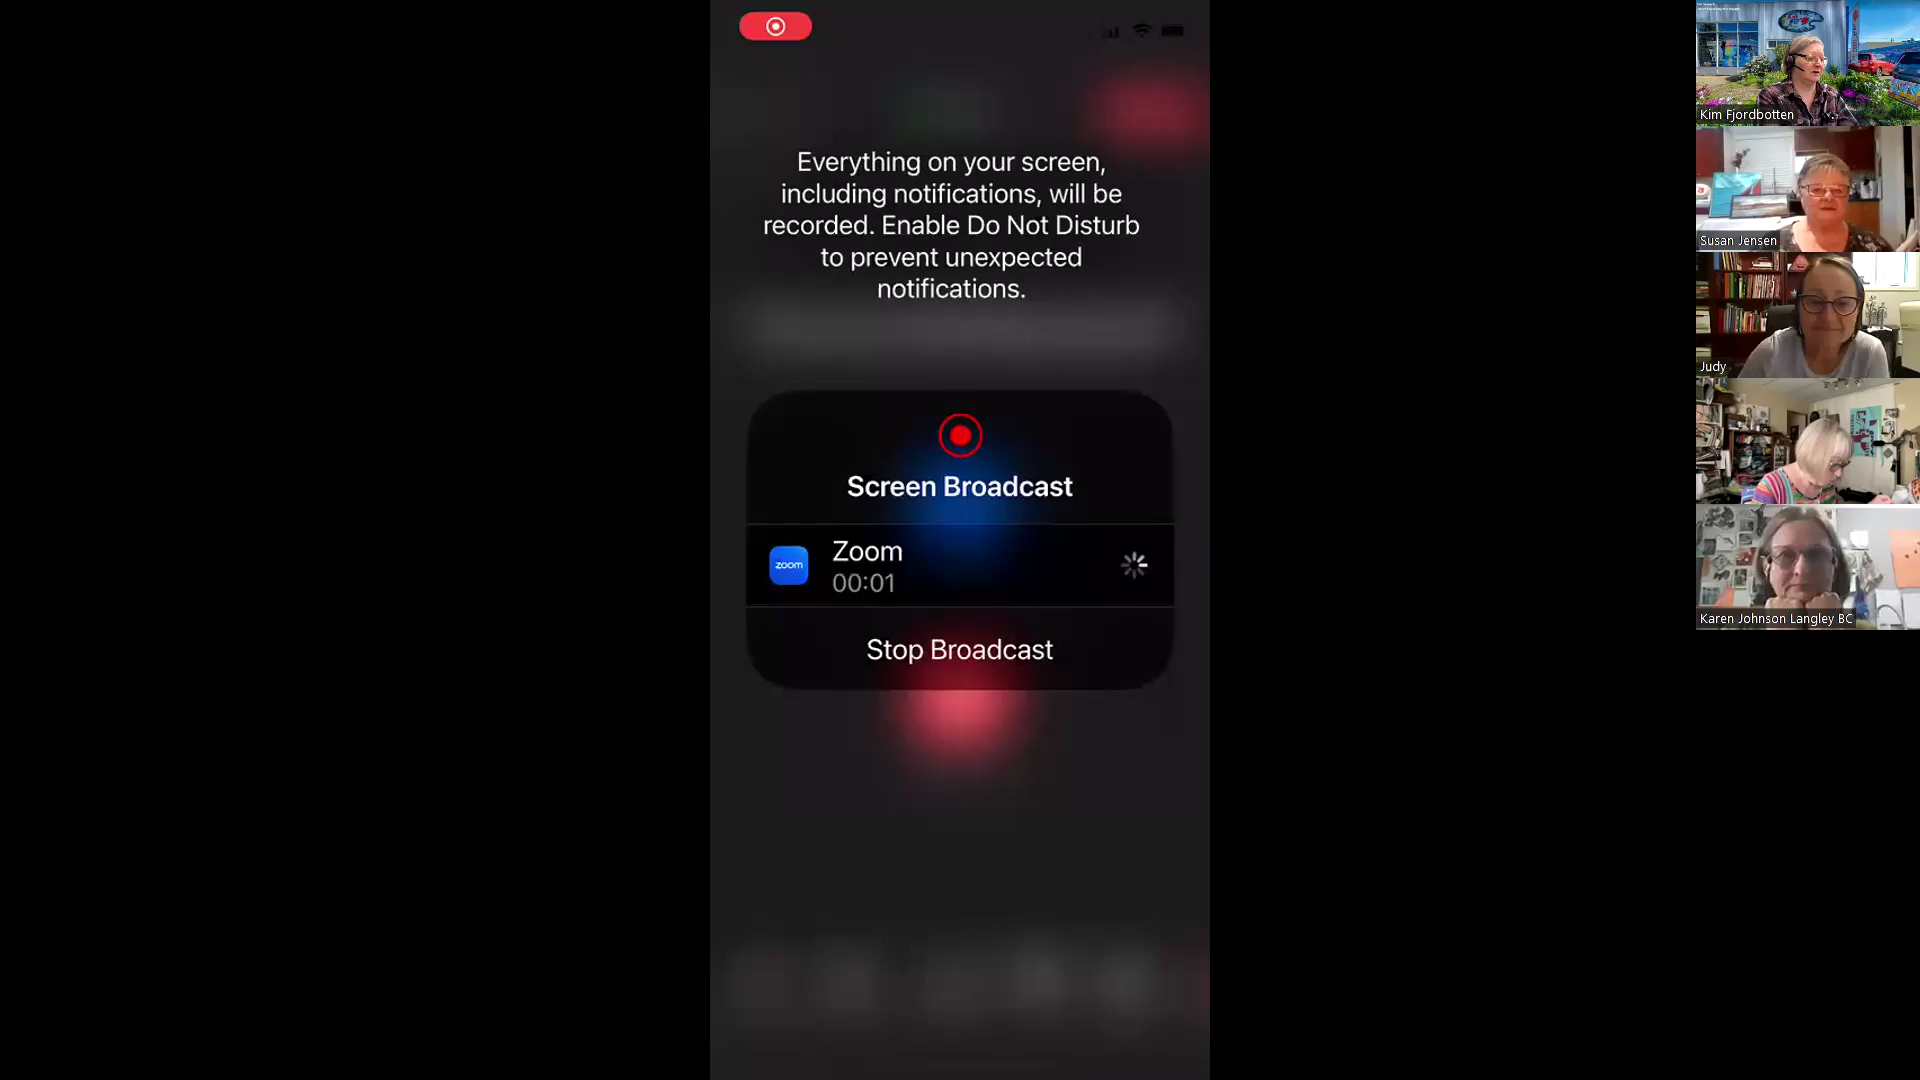 Everything on your screen,
including notifications, will be
recorded. Enable Do Not Disturb
to prevent unexpected
notifications.
Screen Broadcast
zoom
Zoom
00:01
Stop Broadcast
Kim Fjordbotten
Susan Jensen
Judy
Karen Johnson Langley BC